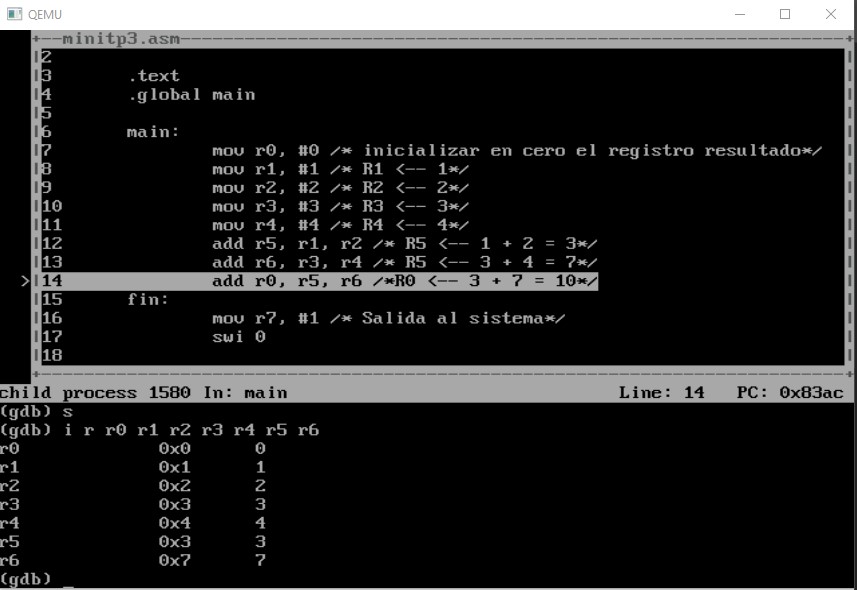 QEMU
minitp3.asm
2
3 .text
4 .global main
5
6 main:
7 mov r0, #0 /* inicializar en cero el registro resultado*/
8 mov r1, #1 /* R1 <-- 1*/
9 mov r2, #2 /* R2 <-- 2*/
10 mov r3, #3 /* R3 <-- 3*/
11 mov r4, #4 /* R4 <-- 4*/
12 add r5, r1, r2 /* R5 <-- 1 + 2 = 3*/
13 add r6, r3, r4 /* R5 <-- 3 + 4 = 7*/
>14 add r0, r5, r6 /*R0 <-- 3 + 7 = 10*/
15 fin:
16 mov r7, #1 /* Salida al sistema*/
17 swi 0
18
child process 1580 In: main Line: 14 PC: 0x83ac
(gdb) s
(gdb) i r r0 r1 r2 r3 r4 r5 r6
r0 0x0 0
r1 0x1 1
r2 0x2 2
r3 0x3 3
r4 0x4 4
r5 0x3 3
r6 0x7 7
(gdb) _